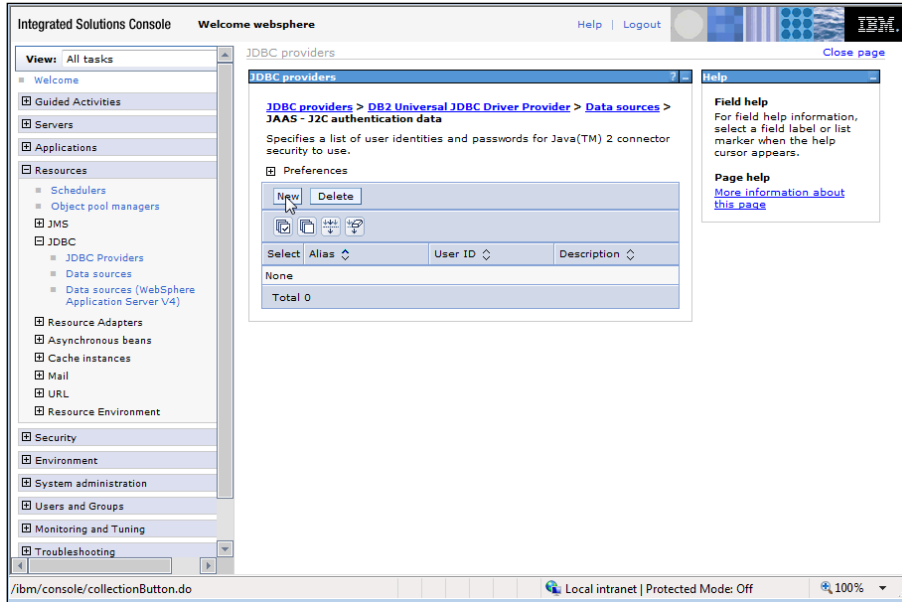 Integrated Solutions Console Welcome websphere Help | Logout IBM.
View: All tasks
Welcome
Guided Activities
Servers
Applications
Resources
Schedulers
Object pool managers
JMS
JDBC
JDBC Providers
Data sources
Data sources (WebSphere
Application Server V4)
Resource Adapters
Asynchronous beans
Cache instances
Mail
URL
Resource Environment
Security
Environment
System administration
Users and Groups
Monitoring and Tuning
Troubleshooting
JDBC providers Close page
JDBC providers ? -
JDBC providers > DB2 Universal JDBC Driver Provider > Data sources >
JAAS - J2C authentication data
Specifies a list of user identities and passwords for Java(TM) 2 connector
security to use.
Preferences
New Delete
Select Alias User ID Description
None
Total 0
Help -
Field help
For field help information,
select a field label or list
marker when the help
cursor appears.
Page help
More information about
this page
/ibm/console/collectionButton.do Local intranet | Protected Mode: Off 100%